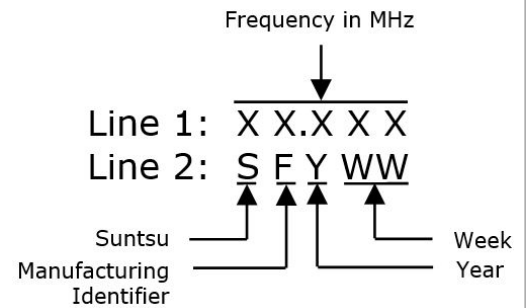 Frequency in MHz
Line 1: X X.X X X
Line 2: S F Y WW
Suntsu
Week
Manufacturing
Year
Identifier